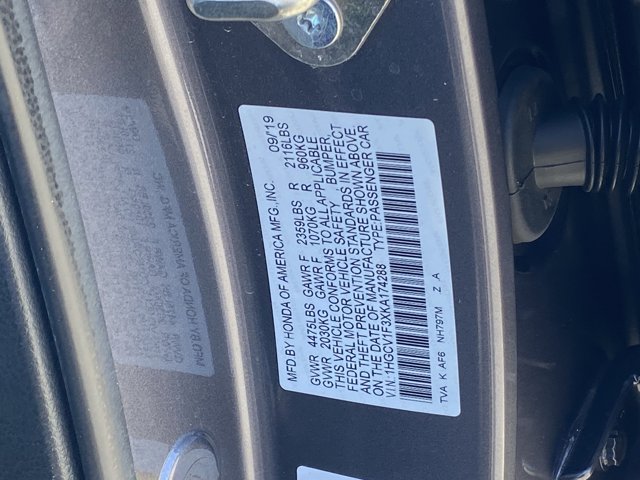 MFD BY HONDA OF AMERICA MFG., INC. 09/19
GVWR 4475LBS GAWR F 2359LBS R 2116LBS
GVWR 2030KG GAWR F 1070KG R 960KG
THIS VEHICLE CONFORMS TO ALL APPLICABLE
FEDERAL MOTOR VEHICLE SAFETY BUMPER,
AND THEFT PREVENTION STANDARDS IN EFFECT
ON THE DATE OF MANUFACTURE SHOWN ABOVE.
V.I.N. 1HGCV1F3XKA174288 TYPE:PASSENGER CAR
TVA K AF6 NH797M Z A